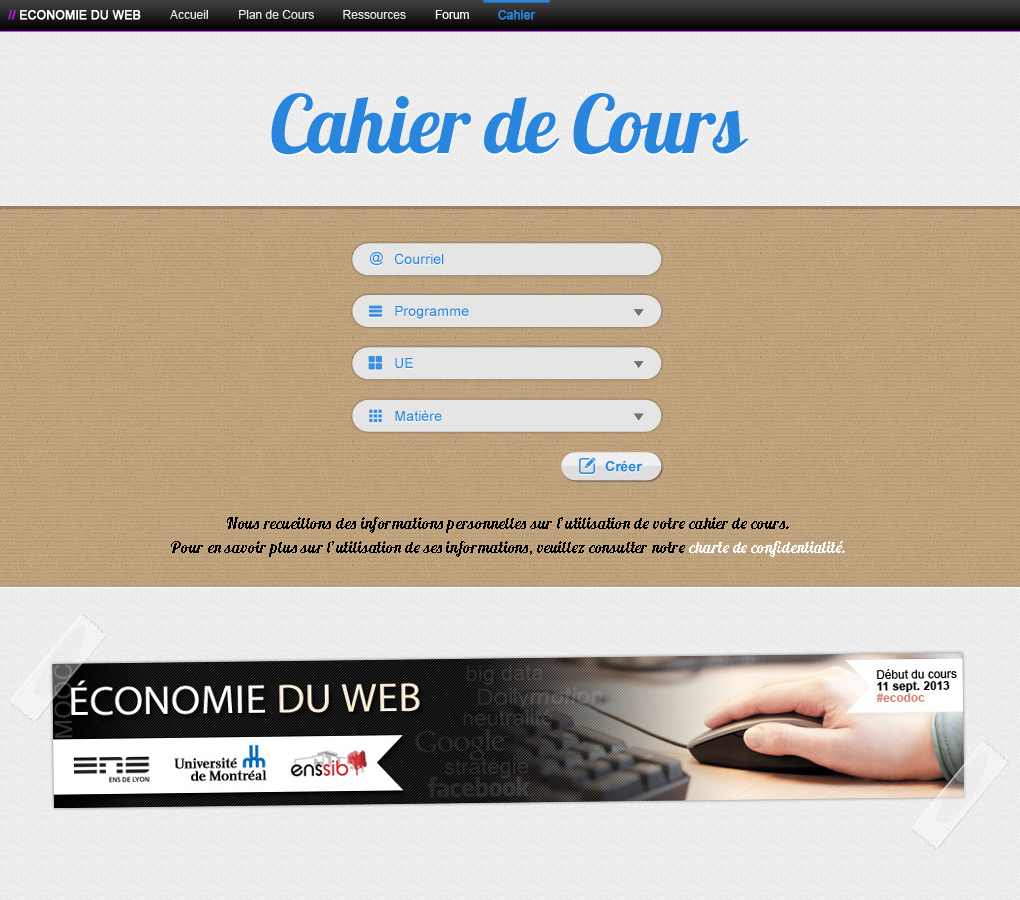 // ECONOMIE DU WEB Accueil Plan de Cours Ressources Forum Cahier
Cahier de Cours
@ Courriel
Programme
UE
Matière
Créer
Nous recueillons des informations personnelles sur l'utilisation de votre cahier de cours.
Pour en savoir plus sur l'utilisation de ses informations, veuillez consulter notre charte de confidentialité.
MOOC
ÉCONOMIE DU WEB
big data
Dailymotion
neutralité
Google
stratégie
facebook
Début du cours
11 sept. 2013
#ecodoc
ENS
ENS DE LYON
Université
de Montréal
enssib